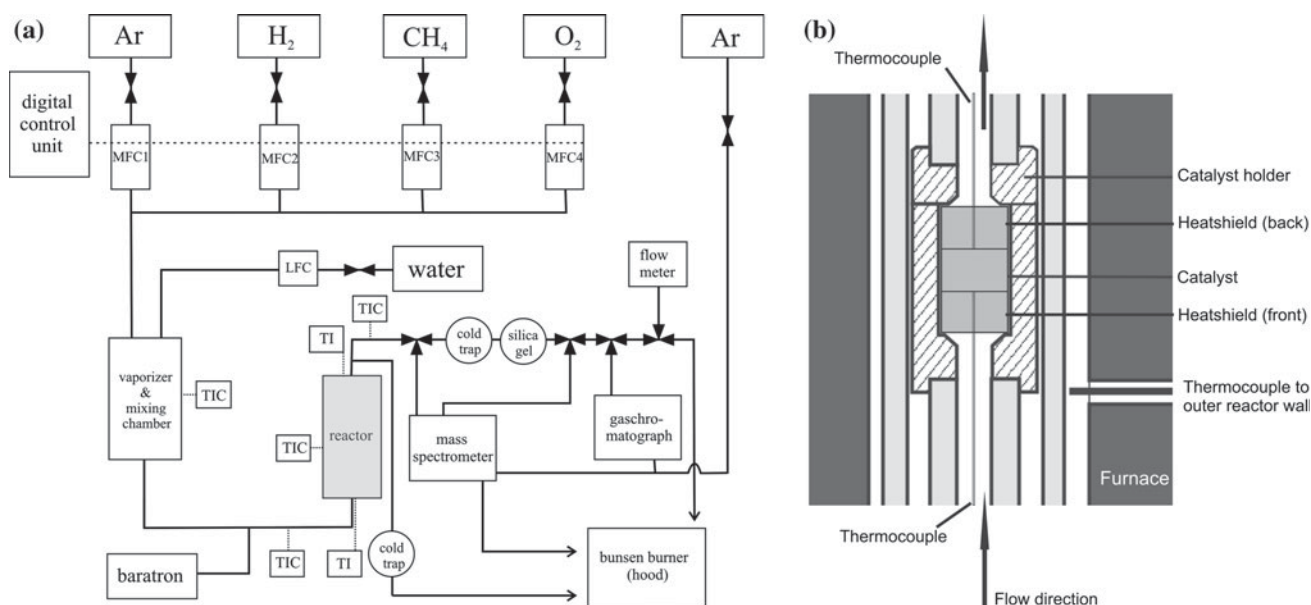 (a)
Ar
H₂
CH₄
O₂
Ar
digital
control
unit
MFC1
MFC2
MFC3
MFC4
LFC
water
flow
meter
TIC
TI
cold
trap
silica
gel
vaporizer
&
mixing
chamber
TIC
reactor
TIC
mass
spectrometer
gaschro-
matograph
baratron
TIC
TI
cold
trap
bunsen burner
(hood)
(b)
Thermocouple
Catalyst holder
Heatshield (back)
Catalyst
Heatshield (front)
Thermocouple to
outer reactor wall
Furnace
Thermocouple
Flow direction